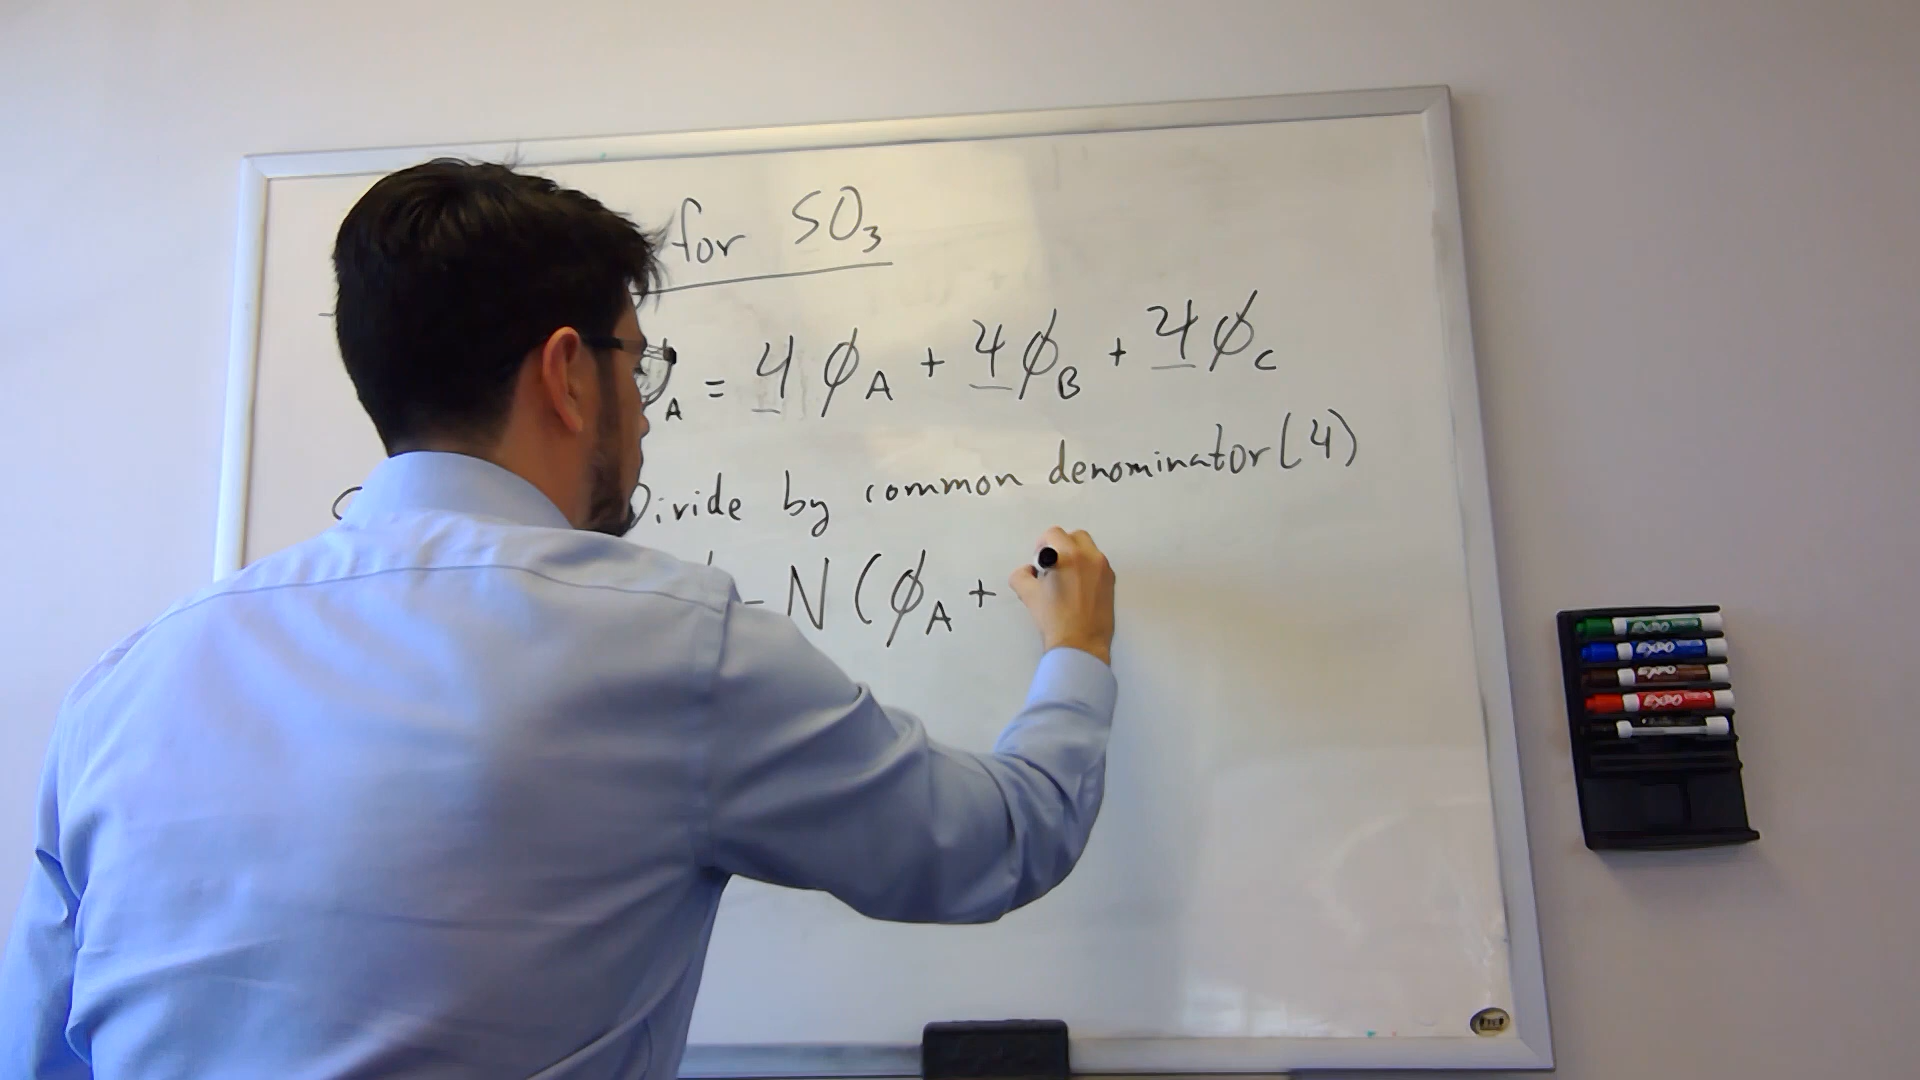 for SO₃
A = 4ϕA + 4ϕB + 4ϕC
Divide by common denominator (4)
N(ϕA +
EXPO
EXPO
EXPO
EXPO